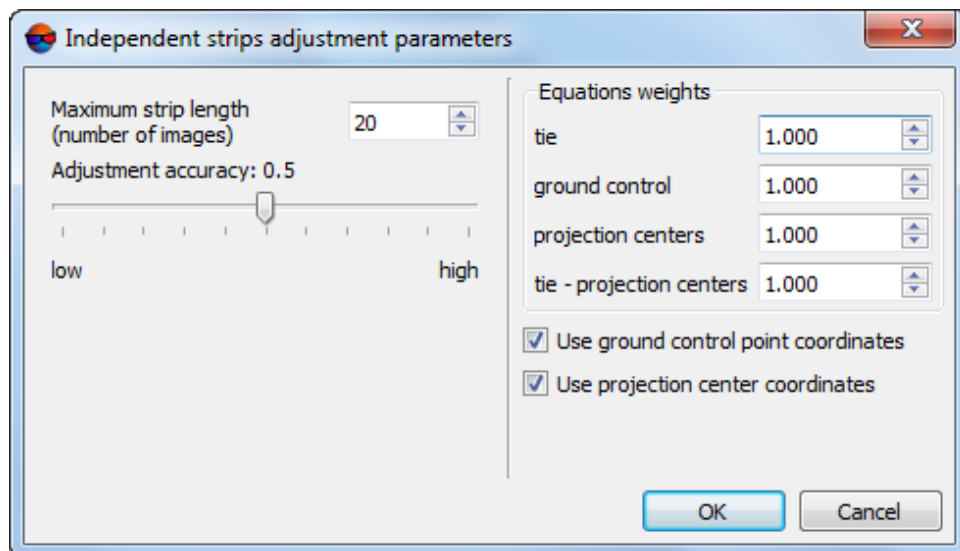 Independent strips adjustment parameters
Maximum strip length
(number of images)
20
Adjustment accuracy: 0.5
low
high
Equations weights
tie
1.000
ground control
1.000
projection centers
1.000
tie - projection centers
1.000
Use ground control point coordinates
Use projection center coordinates
OK
Cancel